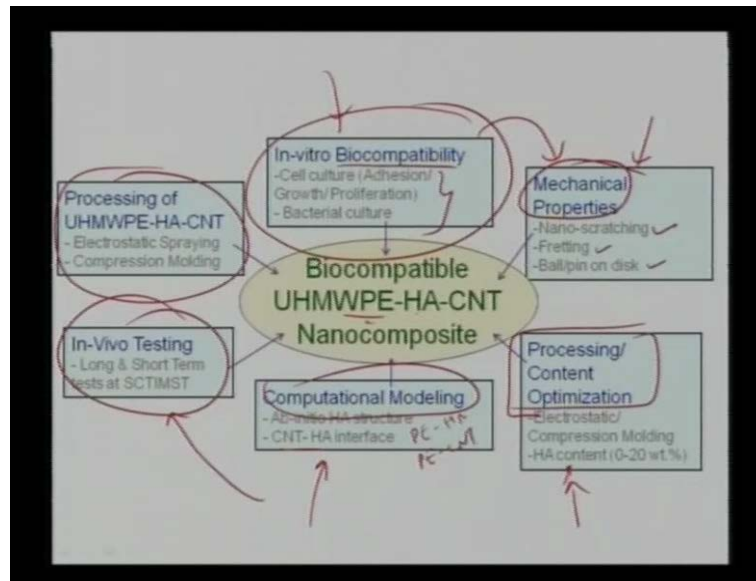 In-vitro Biocompatibility
-Cell culture (Adhesion/
Growth/Proliferation)
- Bacterial culture
Mechanical
Properties
-Nano-scratching
-Fretting
-Ball/pin on disk
Processing of
UHMWPE-HA-CNT
- Electrostatic Spraying
- Compression Molding
Biocompatible
UHMWPE-HA-CNT
Nanocomposite
In-Vivo Testing
- Long & Short Term
tests at SCTIMST
Computational Modeling
- Ab-initio HA structure
- CNT-HA interface
PE-HA
PE-CNT
Processing/
Content
Optimization
-Electrostatic/
Compression Molding
-HA content (0-20 wt.%)